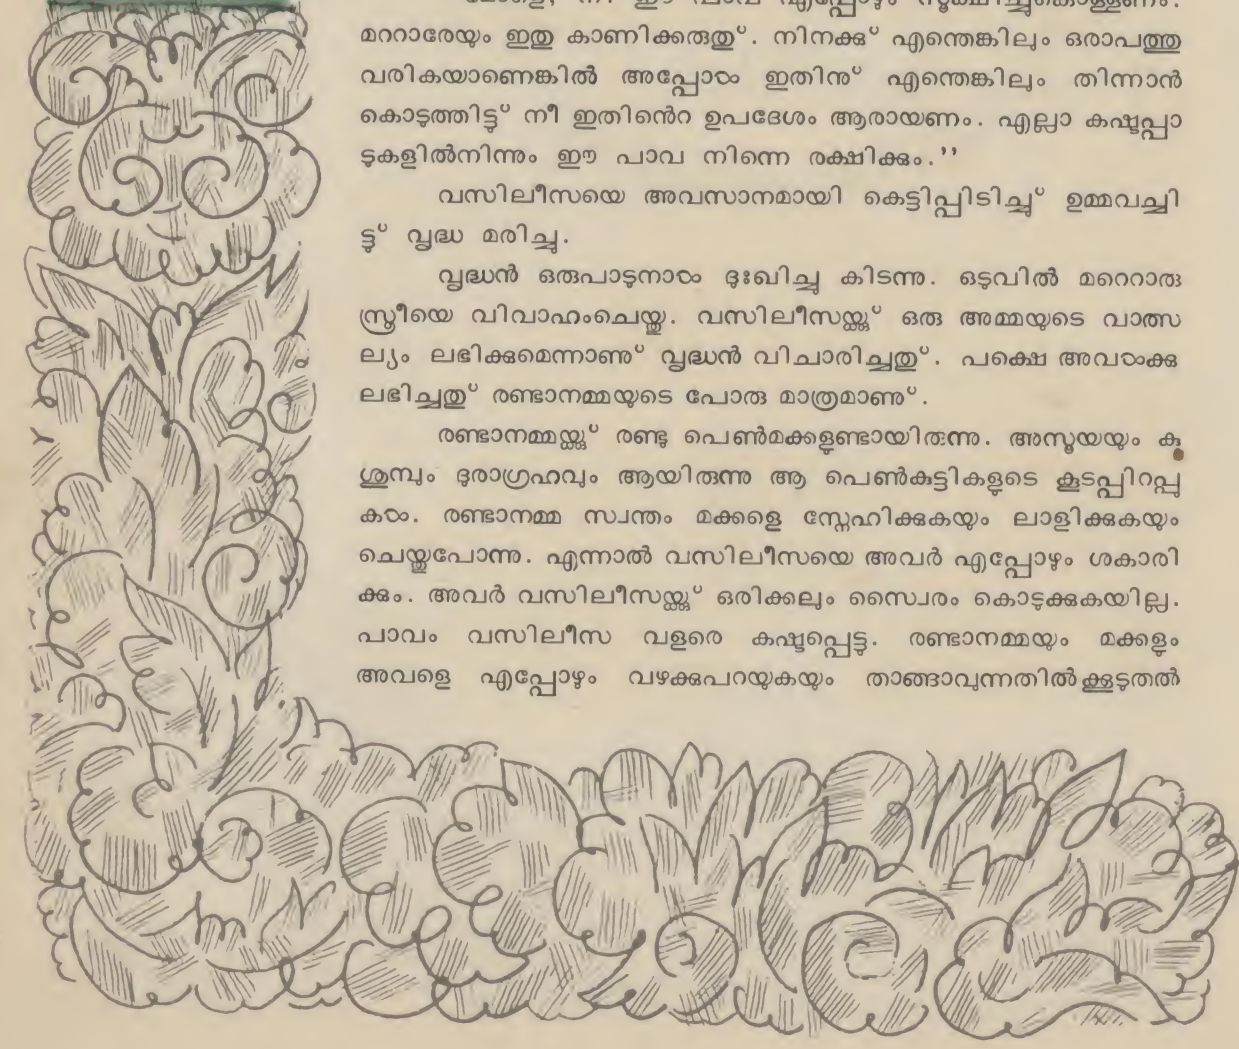 മോളെ, നീ ഈ പാവ എപ്പോഴും സൂക്ഷിച്ചുകൊള്ളണം.
മററാരേയും ഇതു കാണിക്കരുതു്. നിനക്കു് എന്തെങ്കിലും ഒരാപത്തു
വരികയാണെങ്കിൽ അപ്പോൾ ഇതിനു് എന്തെങ്കിലും തിന്നാൻ
കൊടുത്തിട്ടു് നീ ഇതിൻെറ ഉപദേശം ആരായണം. എല്ലാ കഷ്ടപ്പാ
ടുകളിൽനിന്നും ഈ പാവ നിന്നെ രക്ഷിക്കും.’’
വസിലീസയെ അവസാനമായി കെട്ടിപ്പിടിച്ചു് ഉമ്മവച്ചി
ട്ടു് വൃദ്ധ മരിച്ചു.
വൃദ്ധൻ ഒരുപാടുനാൾ ദുഃഖിച്ചു കിടന്നു. ഒടുവിൽ മറെറാരു
സ്ത്രീയെ വിവാഹംചെയ്തു. വസിലീസയ്ക്കു് ഒരു അമ്മയുടെ വാത്സ
ല്യം ലഭിക്കുമെന്നാണു് വൃദ്ധൻ വിചാരിച്ചതു്. പക്ഷെ അവൾക്കു
ലഭിച്ചതു് രണ്ടാനമ്മയുടെ പോരു മാത്രമാണു്.
രണ്ടാനമ്മയ്ക്കു് രണ്ടു പെൺമക്കളുണ്ടായിരുന്നു. അസൂയയും കു
ശുമ്പും ദുരാഗ്രഹവും ആയിരുന്നു ആ പെൺകുട്ടികളുടെ കൂടപ്പിറപ്പു
കൾ. രണ്ടാനമ്മ സ്വന്തം മക്കളെ സ്നേഹിക്കുകയും ലാളിക്കുകയും
ചെയ്തുപോന്നു. എന്നാൽ വസിലീസയെ അവർ എപ്പോഴും ശകാരി
ക്കും. അവർ വസിലീസയ്ക്കു് ഒരിക്കലും സ്വൈരം കൊടുക്കുകയില്ല.
പാവം വസിലീസ വളരെ കഷ്ടപ്പെട്ടു. രണ്ടാനമ്മയും മക്കളും
അവളെ എപ്പോഴും വഴക്കുപറയുകയും താങ്ങാവുന്നതിൽക്കൂടുതൽ